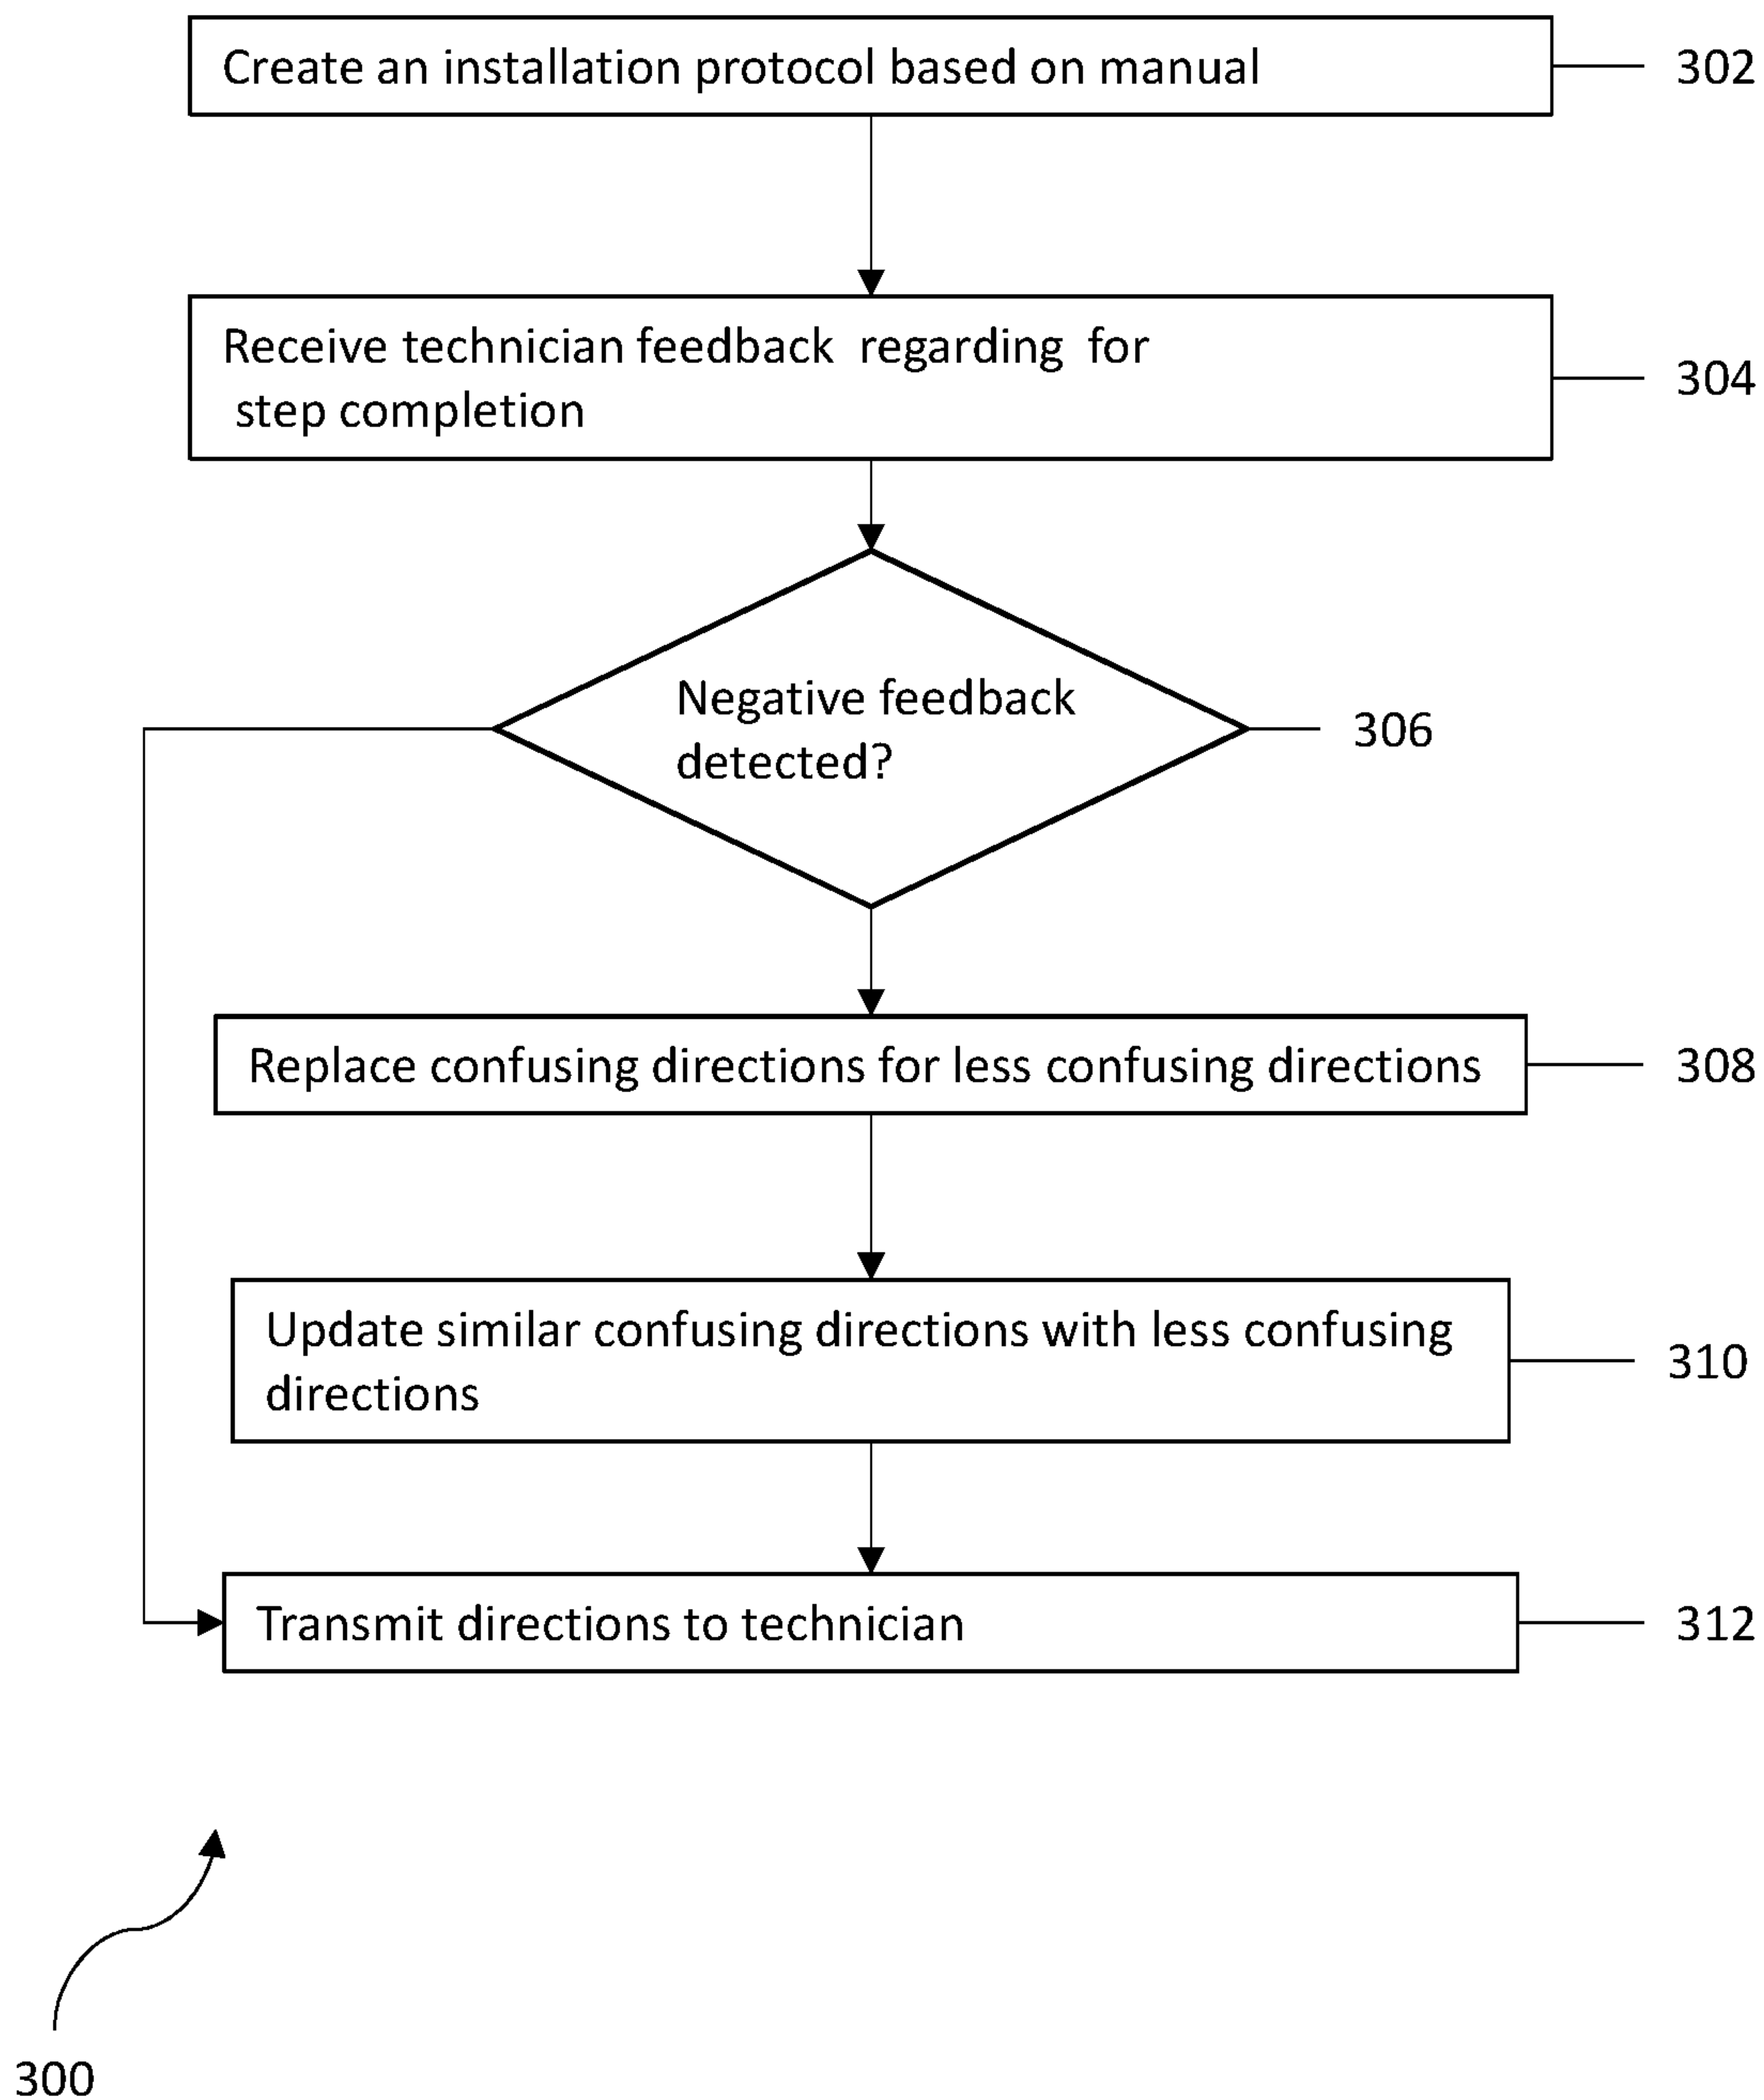 Create an installation protocol based on manual
302
Receive technician feedback  regarding  for
step completion
304
Negative feedback
detected?
306
Replace confusing directions for less confusing directions
308
Update similar confusing directions with less confusing
directions
310
Transmit directions to technician
312
300